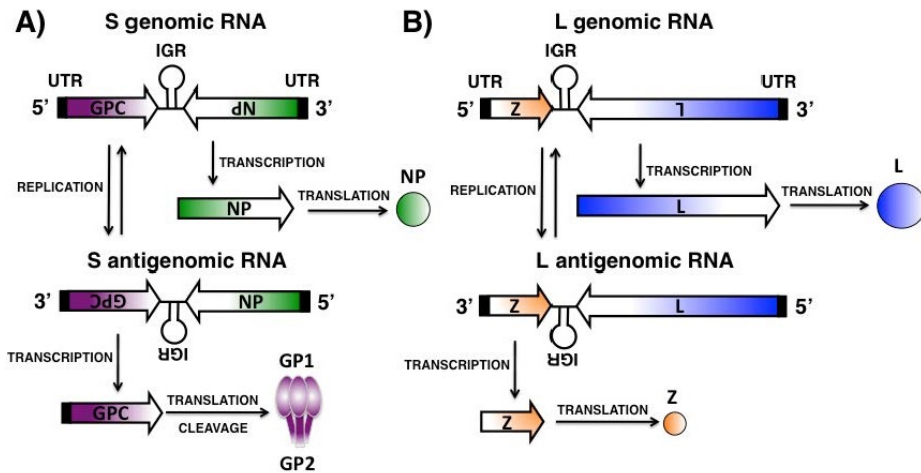 A)
S genomic RNA
IGR
UTR
UTR
5'
GPC
NP
3'
TRANSCRIPTION
REPLICATION
NP
TRANSLATION
NP
S antigenomic RNA
3'
GPC
NP
5'
IGR
TRANSCRIPTION
GPC
TRANSLATION
CLEAVAGE
GP1
GP2
B)
L genomic RNA
IGR
UTR
UTR
5'
Z
L
3'
TRANSCRIPTION
REPLICATION
L
TRANSLATION
L
L antigenomic RNA
3'
Z
L
5'
IGR
TRANSCRIPTION
Z
TRANSLATION
Z